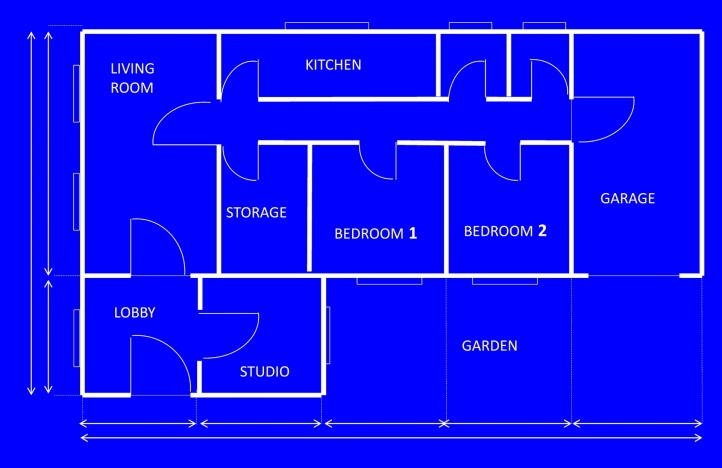 LIVING
ROOM
KITCHEN
STORAGE
BEDROOM 1
BEDROOM 2
GARAGE
LOBBY
STUDIO
GARDEN